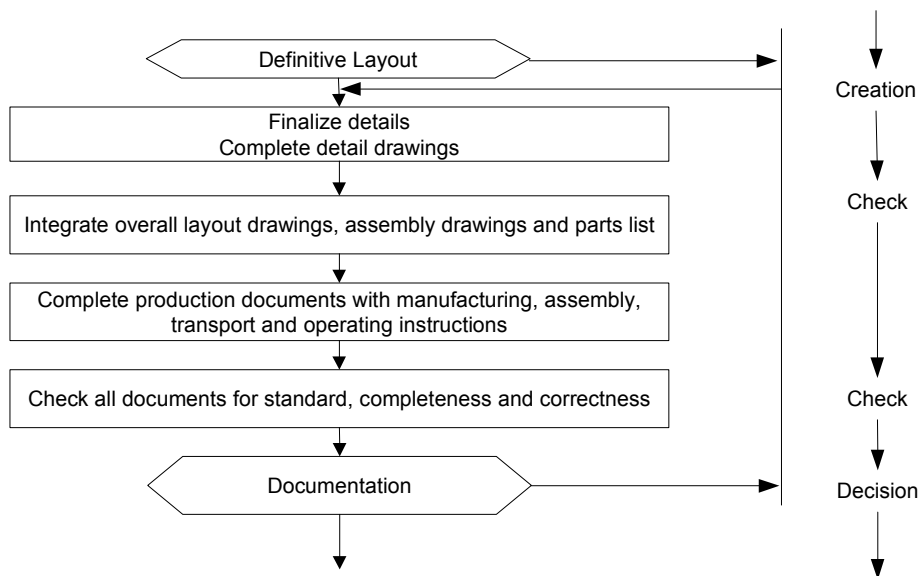 Definitive Layout
Creation
Finalize details
Complete detail drawings
Check
Integrate overall layout drawings, assembly drawings and parts list
Complete production documents with manufacturing, assembly,
transport and operating instructions
Check all documents for standard, completeness and correctness
Check
Documentation
Decision